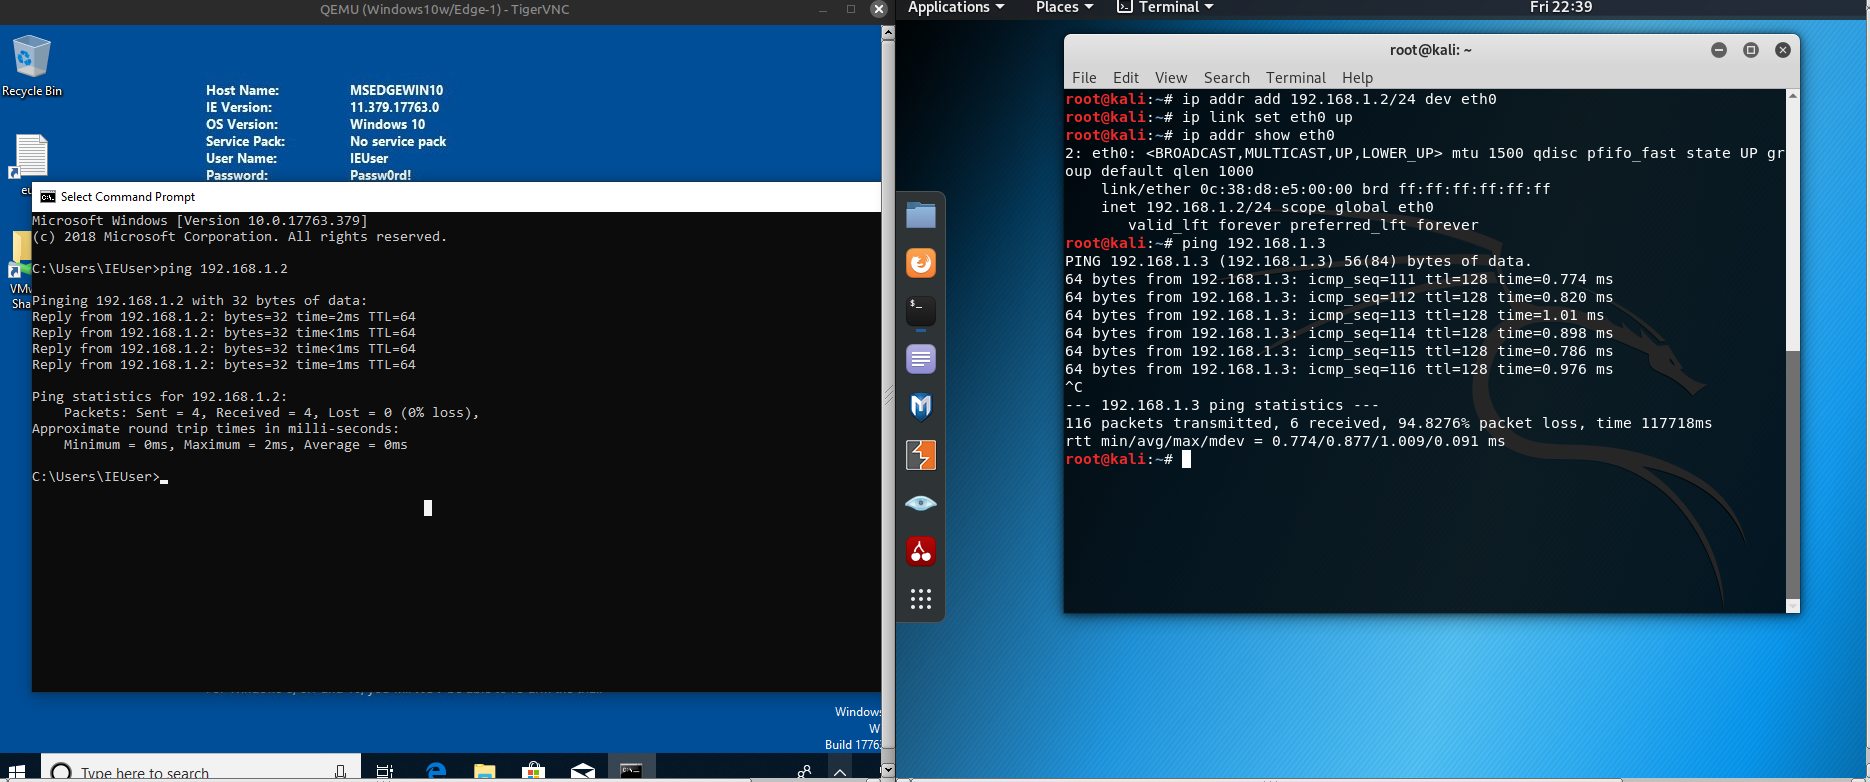 QEMU (Windows10w/Edge-1) - TigerVNC
Recycle Bin
Host Name: MSEDGEWIN10
IE Version: 11.379.17763.0
OS Version: Windows 10
Service Pack: No service pack
User Name: IEUser
Password: Passw0rd!
Select Command Prompt
Microsoft Windows [Version 10.0.17763.379]
(c) 2018 Microsoft Corporation. All rights reserved.
C:\Users\IEUser>ping 192.168.1.2
Pinging 192.168.1.2 with 32 bytes of data:
Reply from 192.168.1.2: bytes=32 time=2ms TTL=64
Reply from 192.168.1.2: bytes=32 time<1ms TTL=64
Reply from 192.168.1.2: bytes=32 time<1ms TTL=64
Reply from 192.168.1.2: bytes=32 time=1ms TTL=64
Ping statistics for 192.168.1.2:
Packets: Sent = 4, Received = 4, Lost = 0 (0% loss),
Approximate round trip times in milli-seconds:
Minimum = 0ms, Maximum = 2ms, Average = 0ms
C:\Users\IEUser>
Windows
W
Build 1776
Type here to search
Applications Places Terminal Fri 22:39
root@kali: ~
File Edit View Search Terminal Help
root@kali:~# ip addr add 192.168.1.2/24 dev eth0
root@kali:~# ip link set eth0 up
root@kali:~# ip addr show eth0
2: eth0: <BROADCAST,MULTICAST,UP,LOWER_UP> mtu 1500 qdisc pfifo_fast state UP gr
oup default qlen 1000
link/ether 0c:38:d8:e5:00:00 brd ff:ff:ff:ff:ff:ff
inet 192.168.1.2/24 scope global eth0
valid_lft forever preferred_lft forever
root@kali:~# ping 192.168.1.3
PING 192.168.1.3 (192.168.1.3) 56(84) bytes of data.
64 bytes from 192.168.1.3: icmp_seq=111 ttl=128 time=0.774 ms
64 bytes from 192.168.1.3: icmp_seq=112 ttl=128 time=0.820 ms
64 bytes from 192.168.1.3: icmp_seq=113 ttl=128 time=1.01 ms
64 bytes from 192.168.1.3: icmp_seq=114 ttl=128 time=0.898 ms
64 bytes from 192.168.1.3: icmp_seq=115 ttl=128 time=0.786 ms
64 bytes from 192.168.1.3: icmp_seq=116 ttl=128 time=0.976 ms
^C
--- 192.168.1.3 ping statistics ---
116 packets transmitted, 6 received, 94.8276% packet loss, time 117718ms
rtt min/avg/max/mdev = 0.774/0.877/1.009/0.091 ms
root@kali:~#